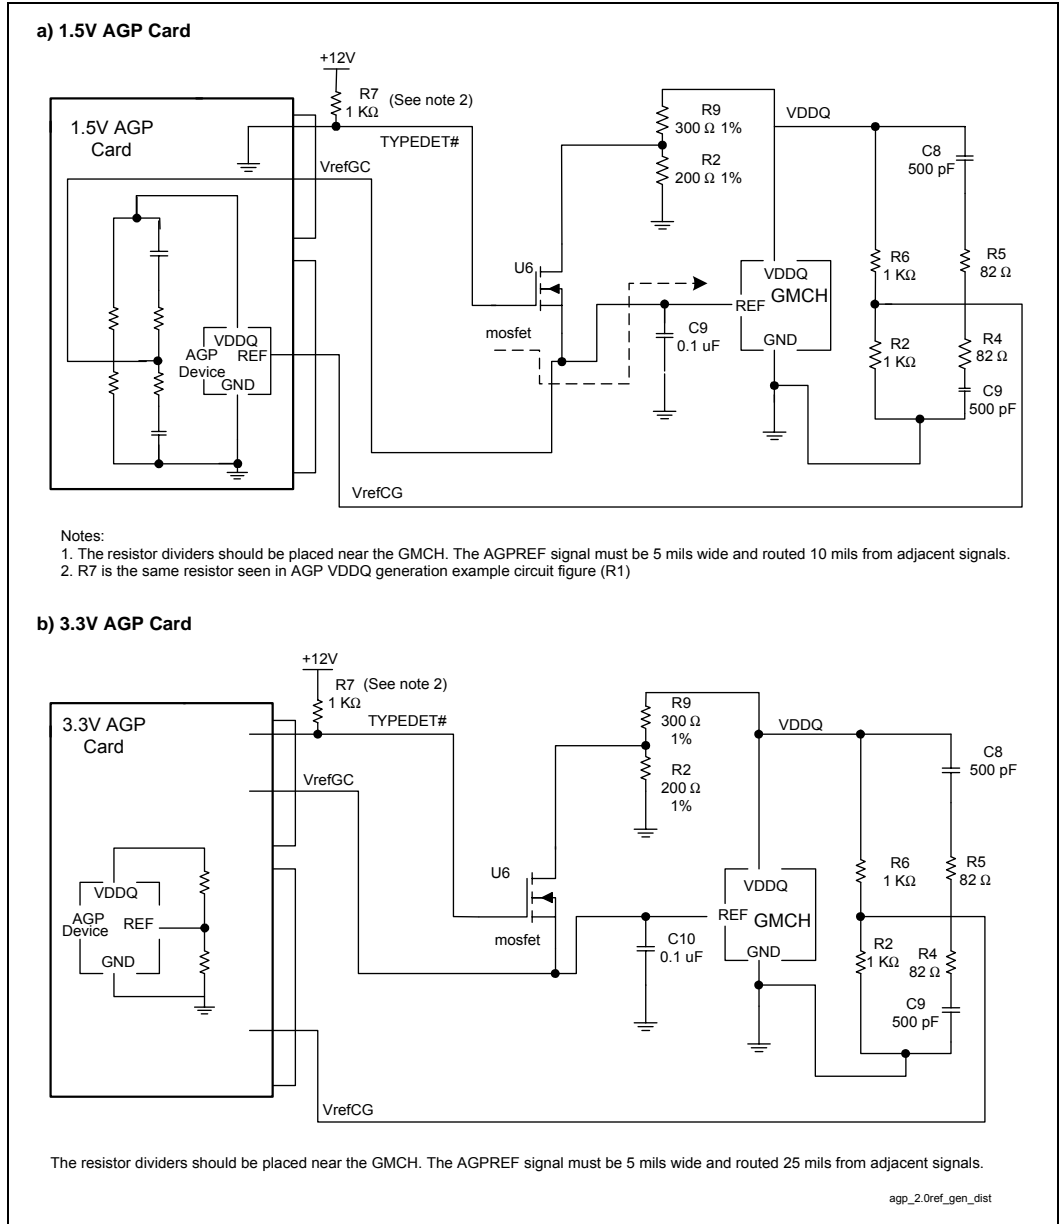 a) 1.5V AGP Card
+12V
R7
1 KΩ
(See note 2)
TYPEDET#
VrefGC
1.5V AGP
Card
VDDQ
REF
AGP
Device
GND
R9
300 Ω 1%
R2
200 Ω 1%
VDDQ
C8
500 pF
U6
mosfet
VDDQ
GMCH
REF
GND
C9
0.1 uF
R6
1 KΩ
R5
82 Ω
R2
1 KΩ
R4
82 Ω
C9
500 pF
VrefCG
Notes:
1. The resistor dividers should be placed near the GMCH. The AGPREF signal must be 5 mils wide and routed 10 mils from adjacent signals.
2. R7 is the same resistor seen in AGP VDDQ generation example circuit figure (R1)
b) 3.3V AGP Card
+12V
R7
1 KΩ
(See note 2)
TYPEDET#
VrefGC
3.3V AGP
Card
VDDQ
AGP
Device
REF
GND
R9
300 Ω
1%
R2
200 Ω
1%
VDDQ
C8
500 pF
U6
mosfet
VDDQ
REF
GMCH
GND
C10
0.1 uF
R6
1 KΩ
R5
82 Ω
R2
1 KΩ
R4
82 Ω
C9
500 pF
VrefCG
The resistor dividers should be placed near the GMCH. The AGPREF signal must be 5 mils wide and routed 25 mils from adjacent signals.
agp_2.0ref_gen_dist